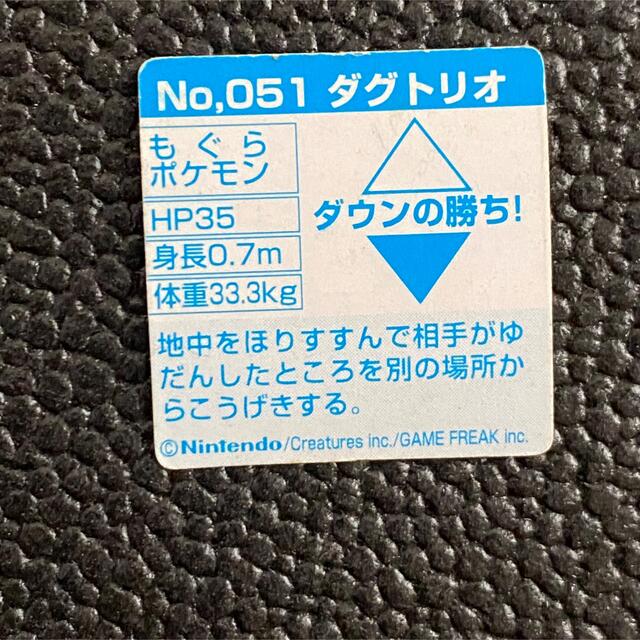 No,051 ダグトリオ
もぐら
ポケモン
HP35
身長0.7m
体重33.3kg
ダウンの勝ち!
地中をほりすすんで相手がゆ
だんしたところを別の場所か
らこうげきする。
©Nintendo/Creatures inc./GAME FREAK inc.